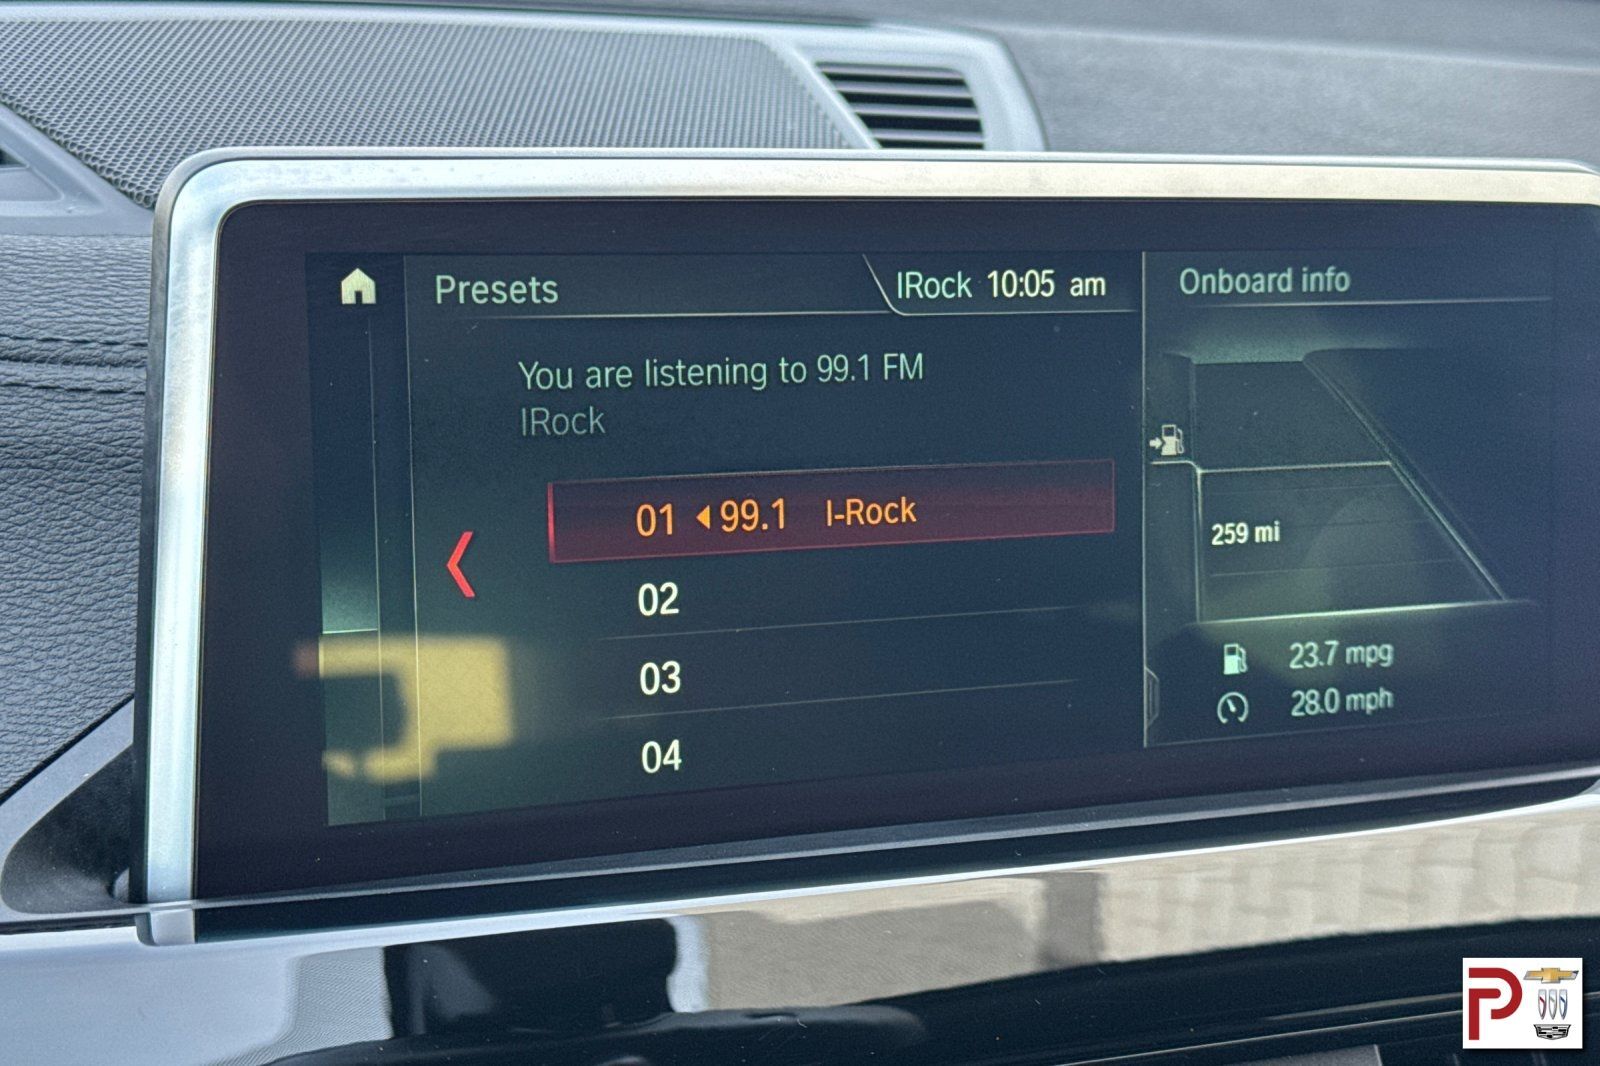 Presets
IRock 10:05 am
You are listening to 99.1 FM
IRock
01 99.1 I-Rock
02
03
04
Onboard info
259 mi
23.7 mpg
28.0 mph
P